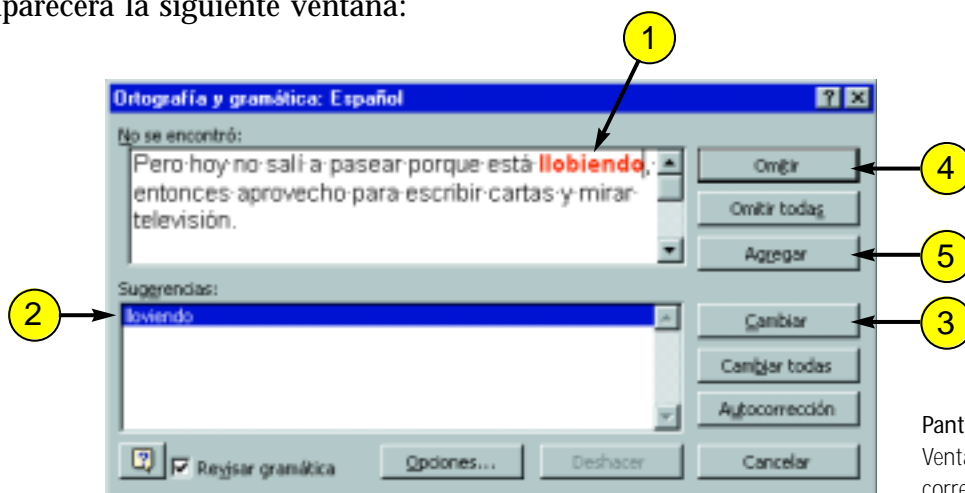 aparecerá la siguiente ventana:
1
Ortografía y gramática: Español
No se encontró:
Pero·hoy·no·salí·a·pasear·porque·está·llobiendo,·
entonces·aprovecho·para·escribir·cartas·y·mirar·
televisión.
Omitir
4
Omitir todas
Agregar
5
Sugerencias:
2
lloviendo
Cambiar
3
Cambiar todas
Autocorrección
Revisar gramática
Opciones...
Deshacer
Cancelar
Pant
Venta
corre